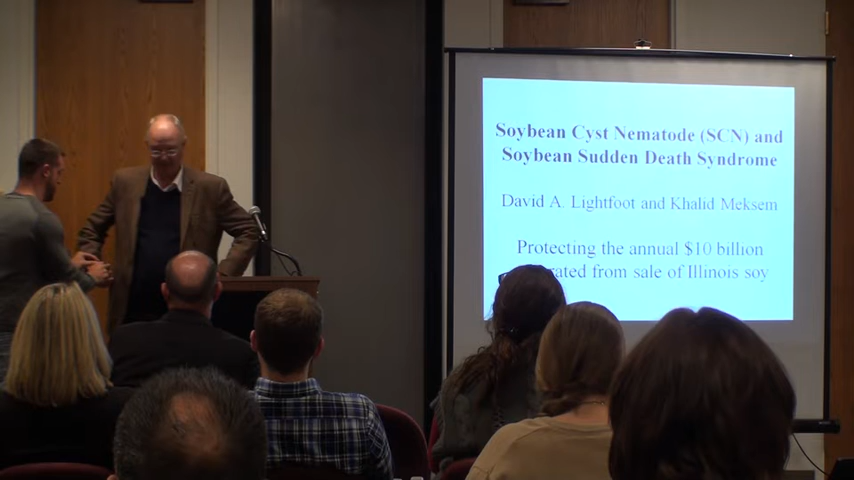 Soybean Cyst Nematode (SCN) and
Soybean Sudden Death Syndrome
David A. Lightfoot and Khalid Meksem
Protecting the annual $10 billion
from sale of Illinois soy